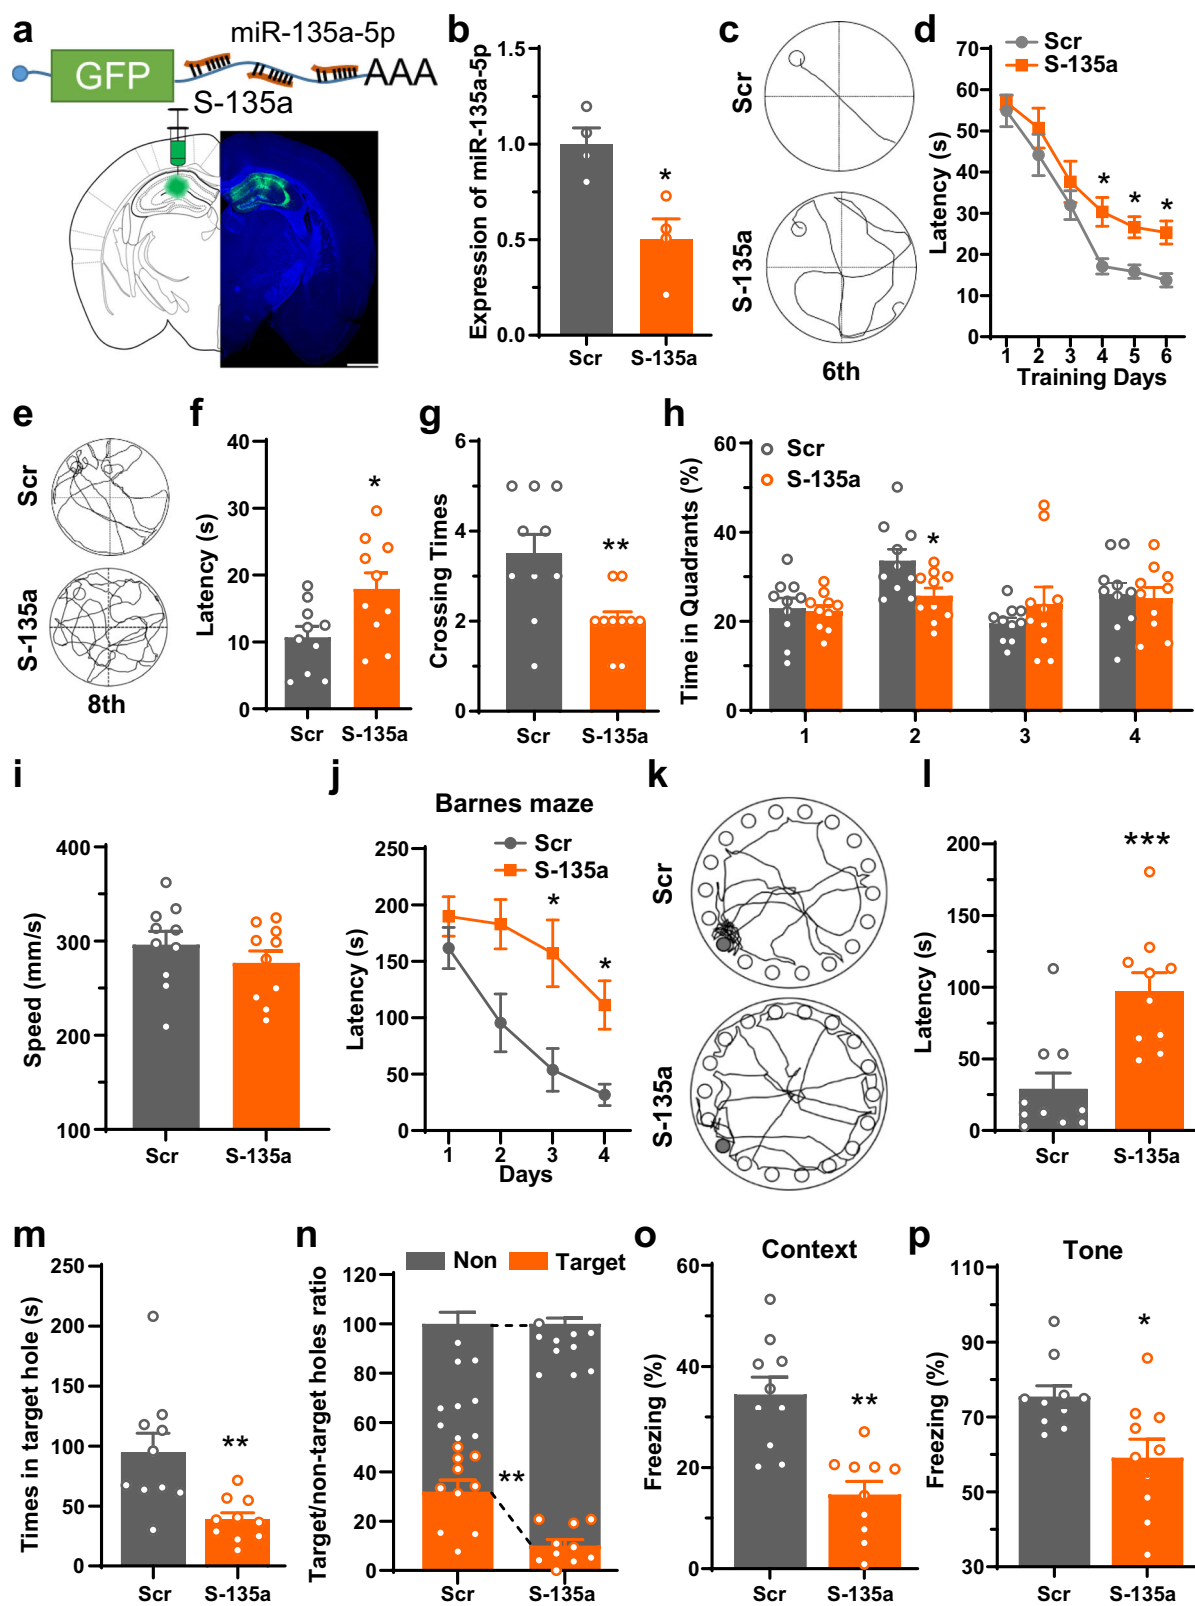 a
miR-135a-5p
GFP
AAA
S-135a
b
Expression of miR-135a-5p
1.5
1.0
0.5
0.0
*
Scr
S-135a
c
Scr
S-135a
6th
d
Scr
S-135a
Latency (s)
70
60
50
40
30
20
10
0
* * *
1 2 3 4 5 6
Training Days
e
Scr
S-135a
8th
f
Latency (s)
40
30
20
10
0
*
Scr
S-135a
g
Crossing Times
6
4
2
0
**
Scr
S-135a
h
Scr
S-135a
Time in Quadrants (%)
60
40
20
0
*
1 2 3 4
i
Speed (mm/s)
400
300
200
100
Scr
S-135a
j
Barnes maze
Scr
S-135a
Latency (s)
250
200
150
100
50
0
*
*
1 2 3 4
Days
k
Scr
S-135a
l
Latency (s)
200
150
100
50
0
***
Scr
S-135a
m
Times in target hole (s)
250
200
150
100
50
0
**
Scr
S-135a
n
Non
Target
Target/non-target holes ratio
120
100
80
60
40
20
0
**
Scr
S-135a
o
Context
Freezing (%)
60
40
20
0
**
Scr
S-135a
p
Tone
Freezing (%)
110
90
70
50
30
*
Scr
S-135a